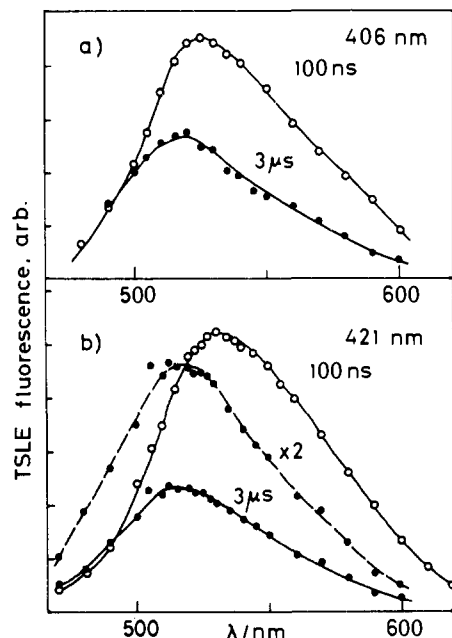 a)
406 nm
100 ns
3 μs
500
600
b)
421 nm
100 ns
x2
3 μs
500
λ/nm
600
TSLE fluorescence, arb.